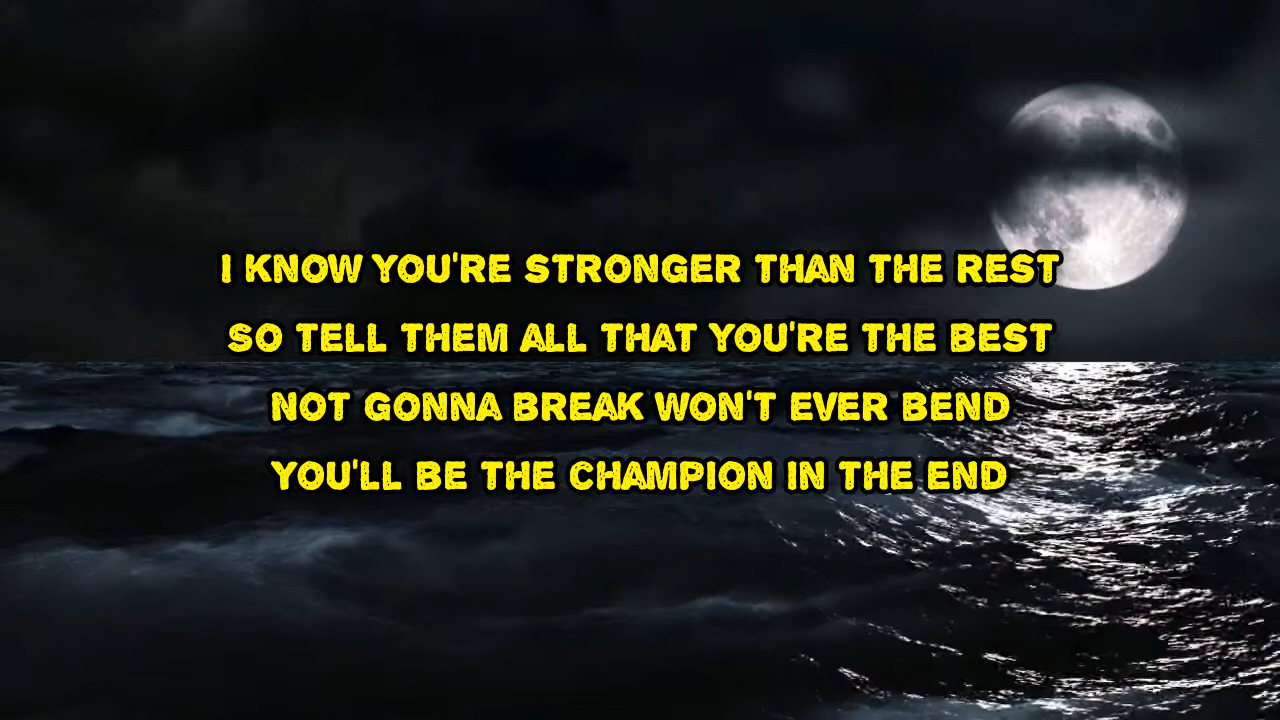 I KNOW YOU'RE STRONGER THAN THE REST
SO TELL THEM ALL THAT YOU'RE THE BEST
NOT GONNA BREAK WON'T EVER BEND
YOU'LL BE THE CHAMPION IN THE END